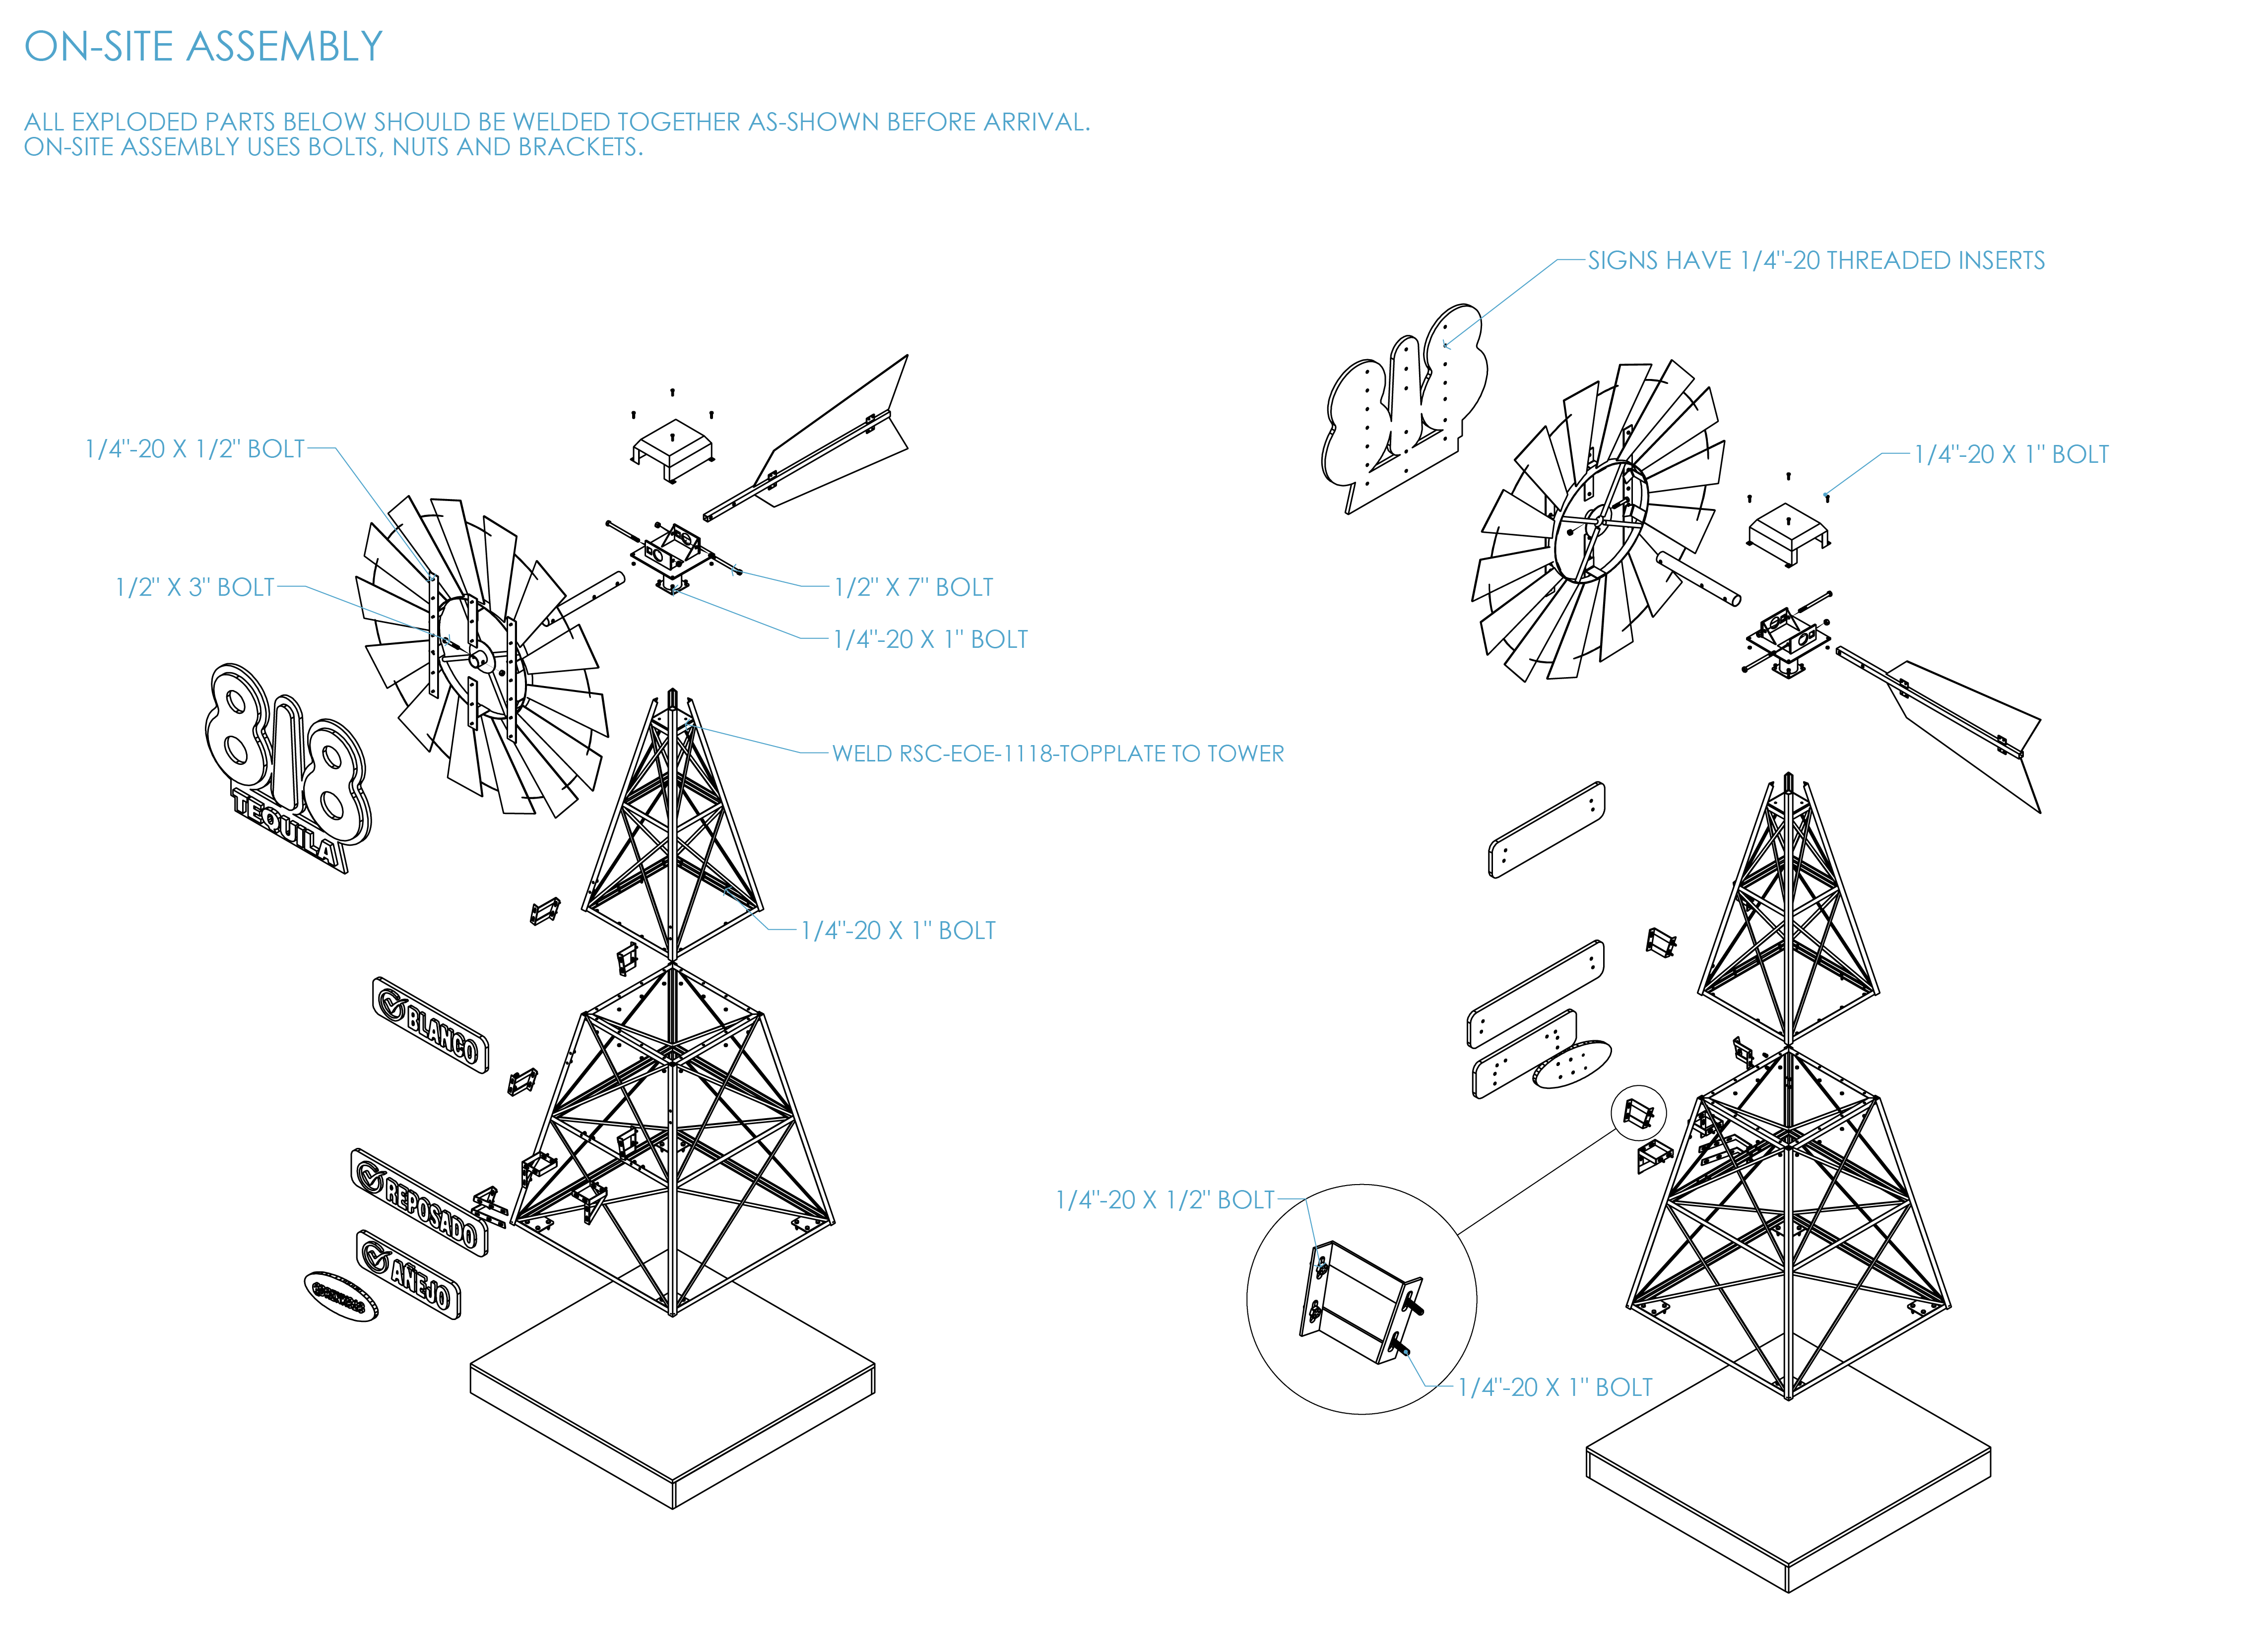 ON-SITE ASSEMBLY
ALL EXPLODED PARTS BELOW SHOULD BE WELDED TOGETHER AS-SHOWN BEFORE ARRIVAL.
ON-SITE ASSEMBLY USES BOLTS, NUTS AND BRACKETS.
1/4"-20 X 1/2" BOLT
1/2" X 3" BOLT
1/2" X 7" BOLT
1/4"-20 X 1" BOLT
818
TEQUILA
WELD RSC-EOE-1118-TOPPLATE TO TOWER
1/4"-20 X 1" BOLT
BLANCO
REPOSADO
AÑEJO
SIGNS HAVE 1/4"-20 THREADED INSERTS
1/4"-20 X 1" BOLT
1/4"-20 X 1/2" BOLT
1/4"-20 X 1" BOLT